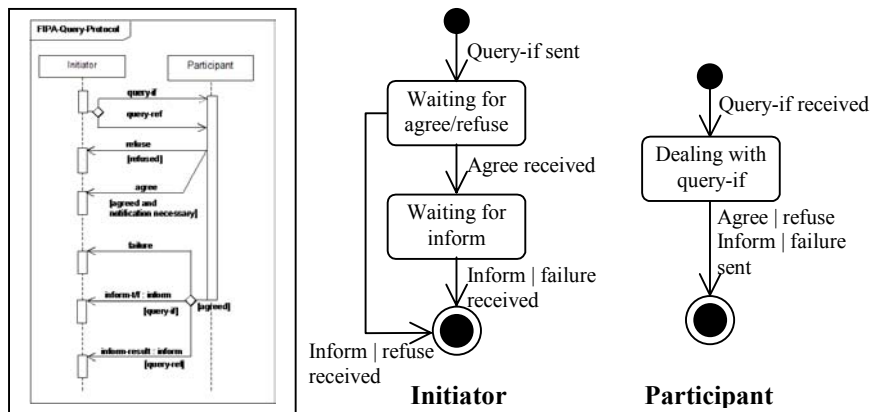 FIPA-Query-Protocol
Initiator
Participant
query-if
query-ref
refuse
[refused]
agree
[agreed and
notification necessary]
failure
inform-t/f : inform
[agreed]
[query-if]
inform-result : inform
[query-ref]
Query-if sent
Waiting for
agree/refuse
Agree received
Waiting for
inform
Inform | failure
received
Inform | refuse
received
Initiator
Query-if received
Dealing with
query-if
Agree | refuse
Inform | failure
sent
Participant